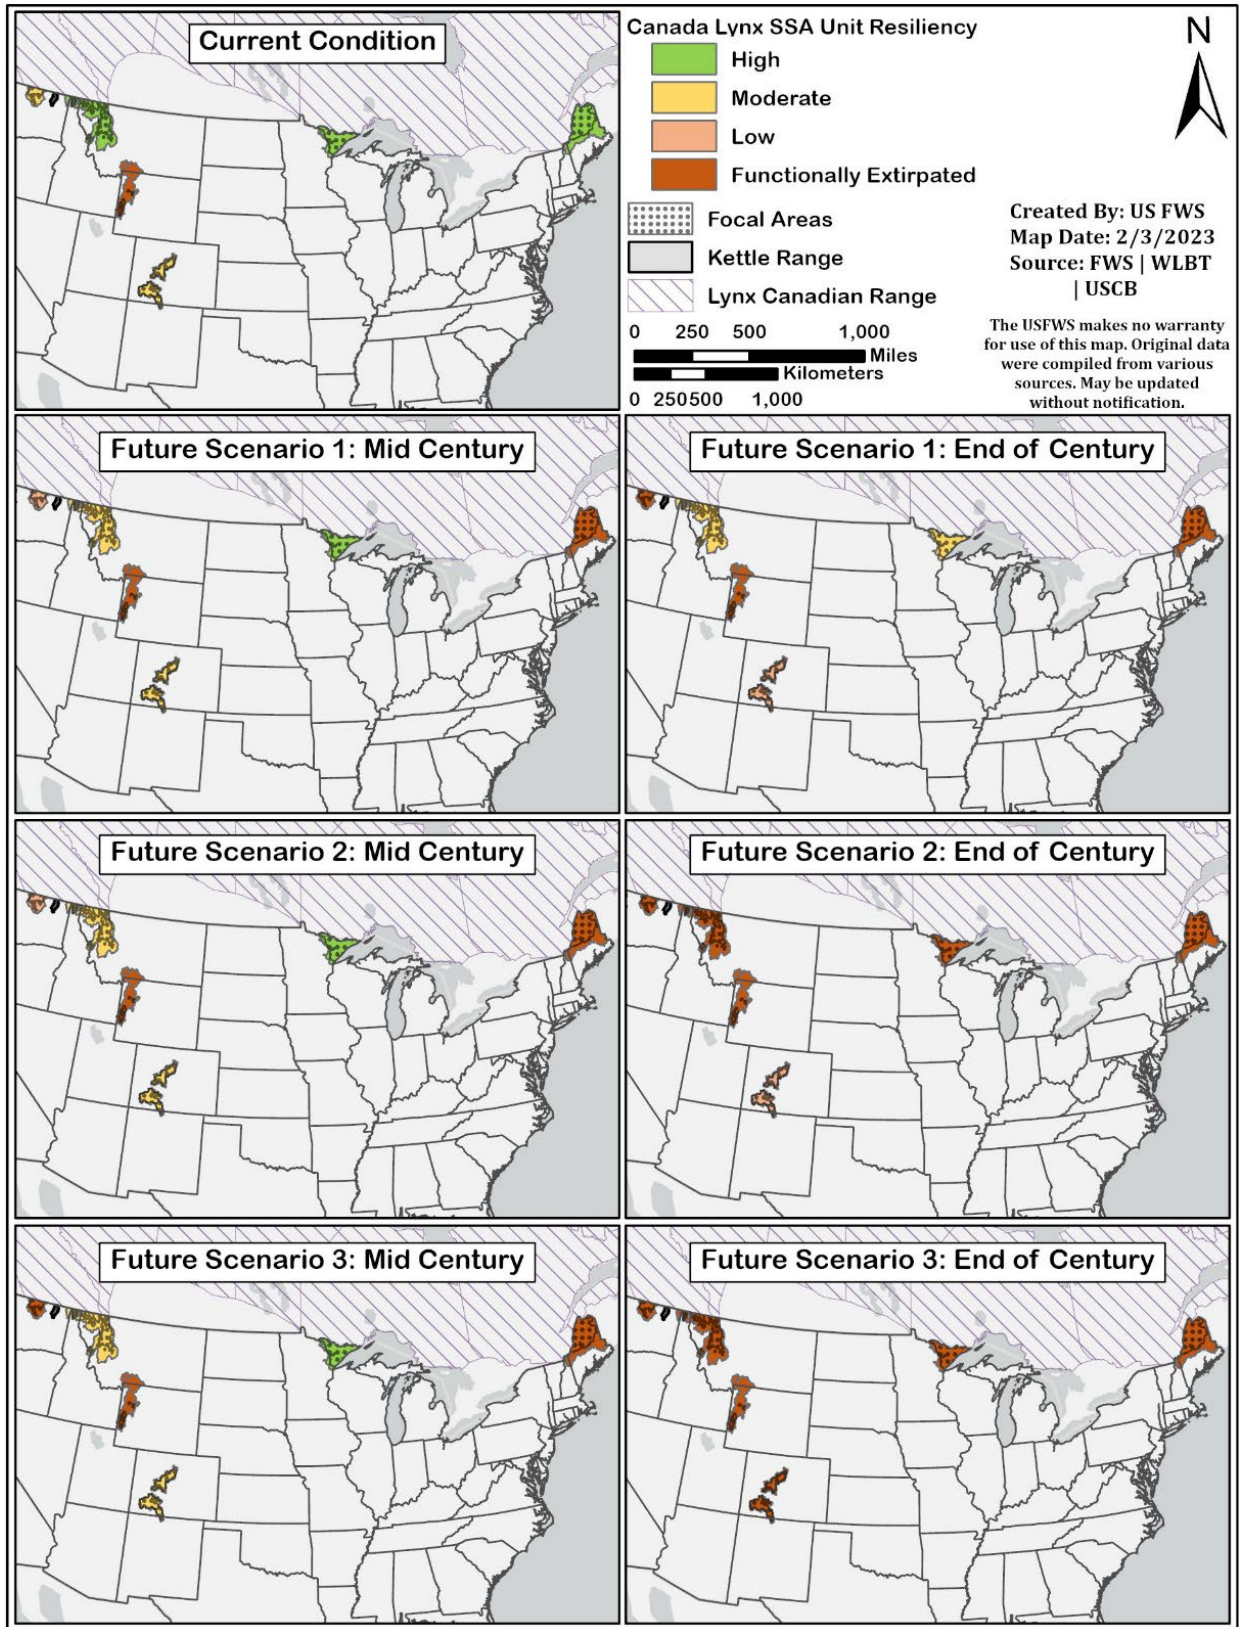 Current Condition
Canada Lynx SSA Unit Resiliency
High
Moderate
Low
Functionally Extirpated
Focal Areas
Kettle Range
Lynx Canadian Range
0 250 500 1,000
Miles
Kilometers
0 250 500 1,000
N
Created By: US FWS
Map Date: 2/3/2023
Source: FWS | WLBT
| USCB
The USFWS makes no warranty
for use of this map. Original data
were compiled from various
sources. May be updated
without notification.
Future Scenario 1: Mid Century
Future Scenario 1: End of Century
Future Scenario 2: Mid Century
Future Scenario 2: End of Century
Future Scenario 3: Mid Century
Future Scenario 3: End of Century